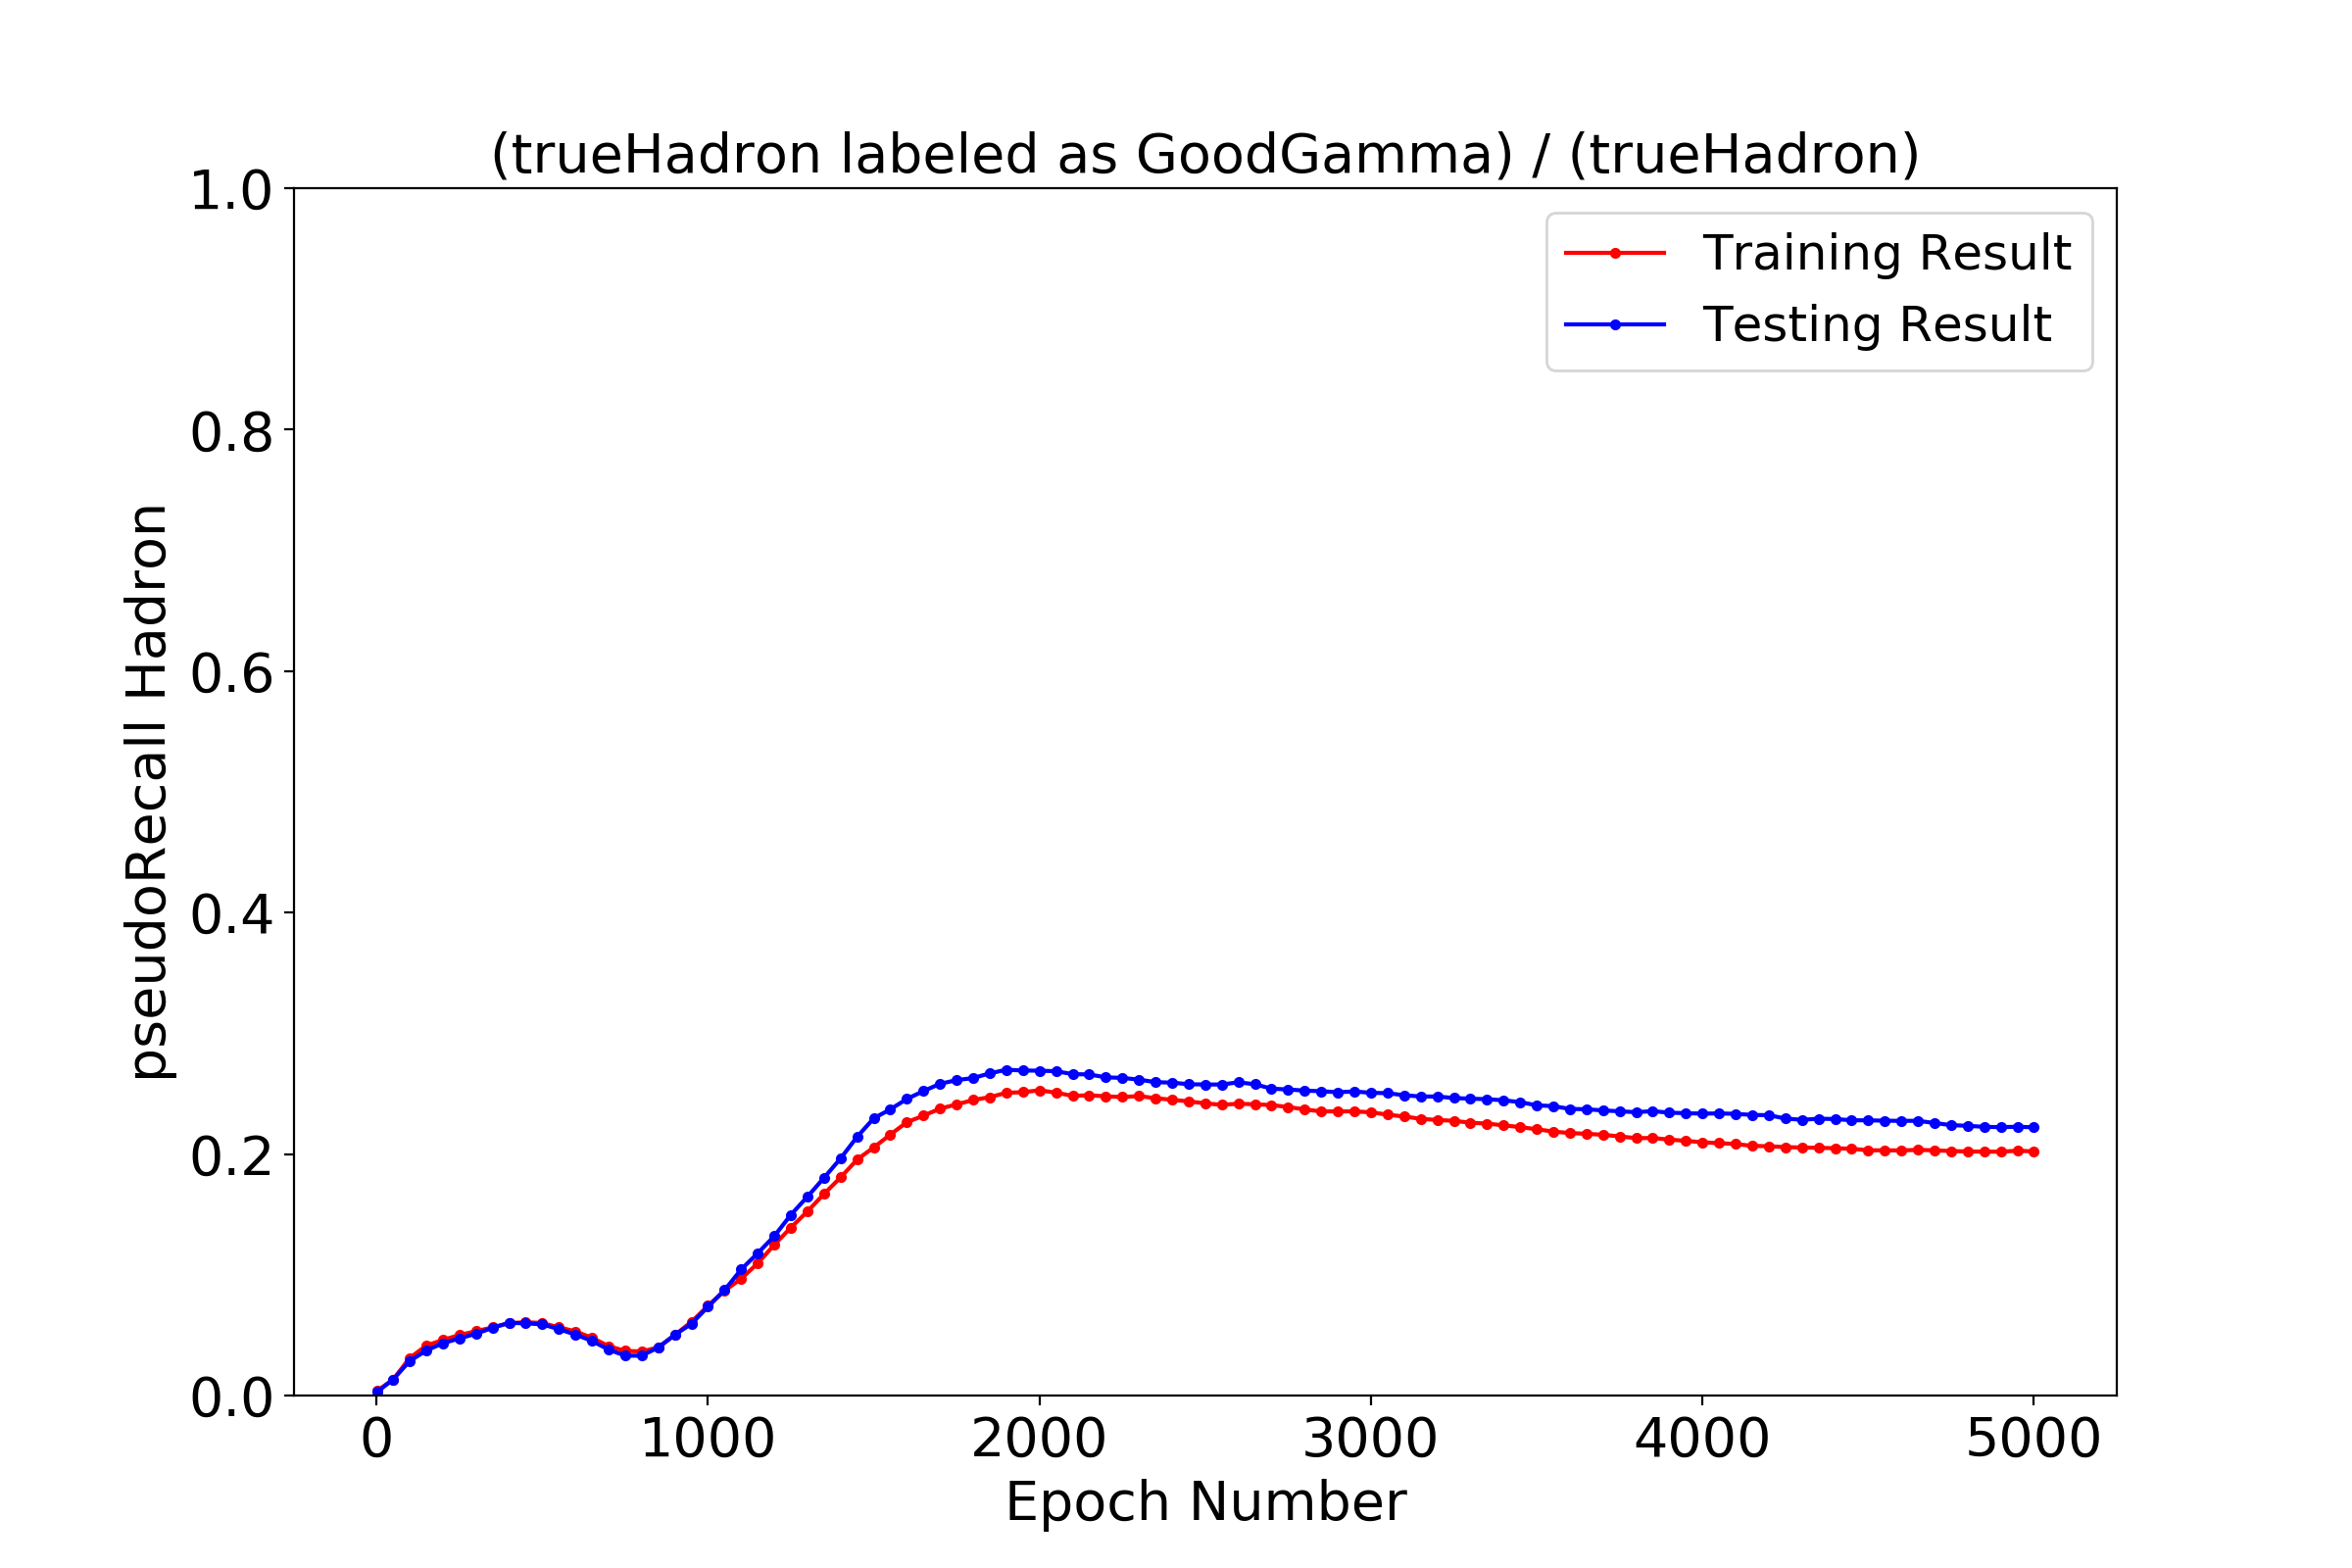 (trueHadron labeled as GoodGamma) / (trueHadron)
1.0
0.8
0.6
0.4
0.2
0.0
pseudoRecall Hadron
Training Result
Testing Result
0 1000 2000 3000 4000 5000
Epoch Number